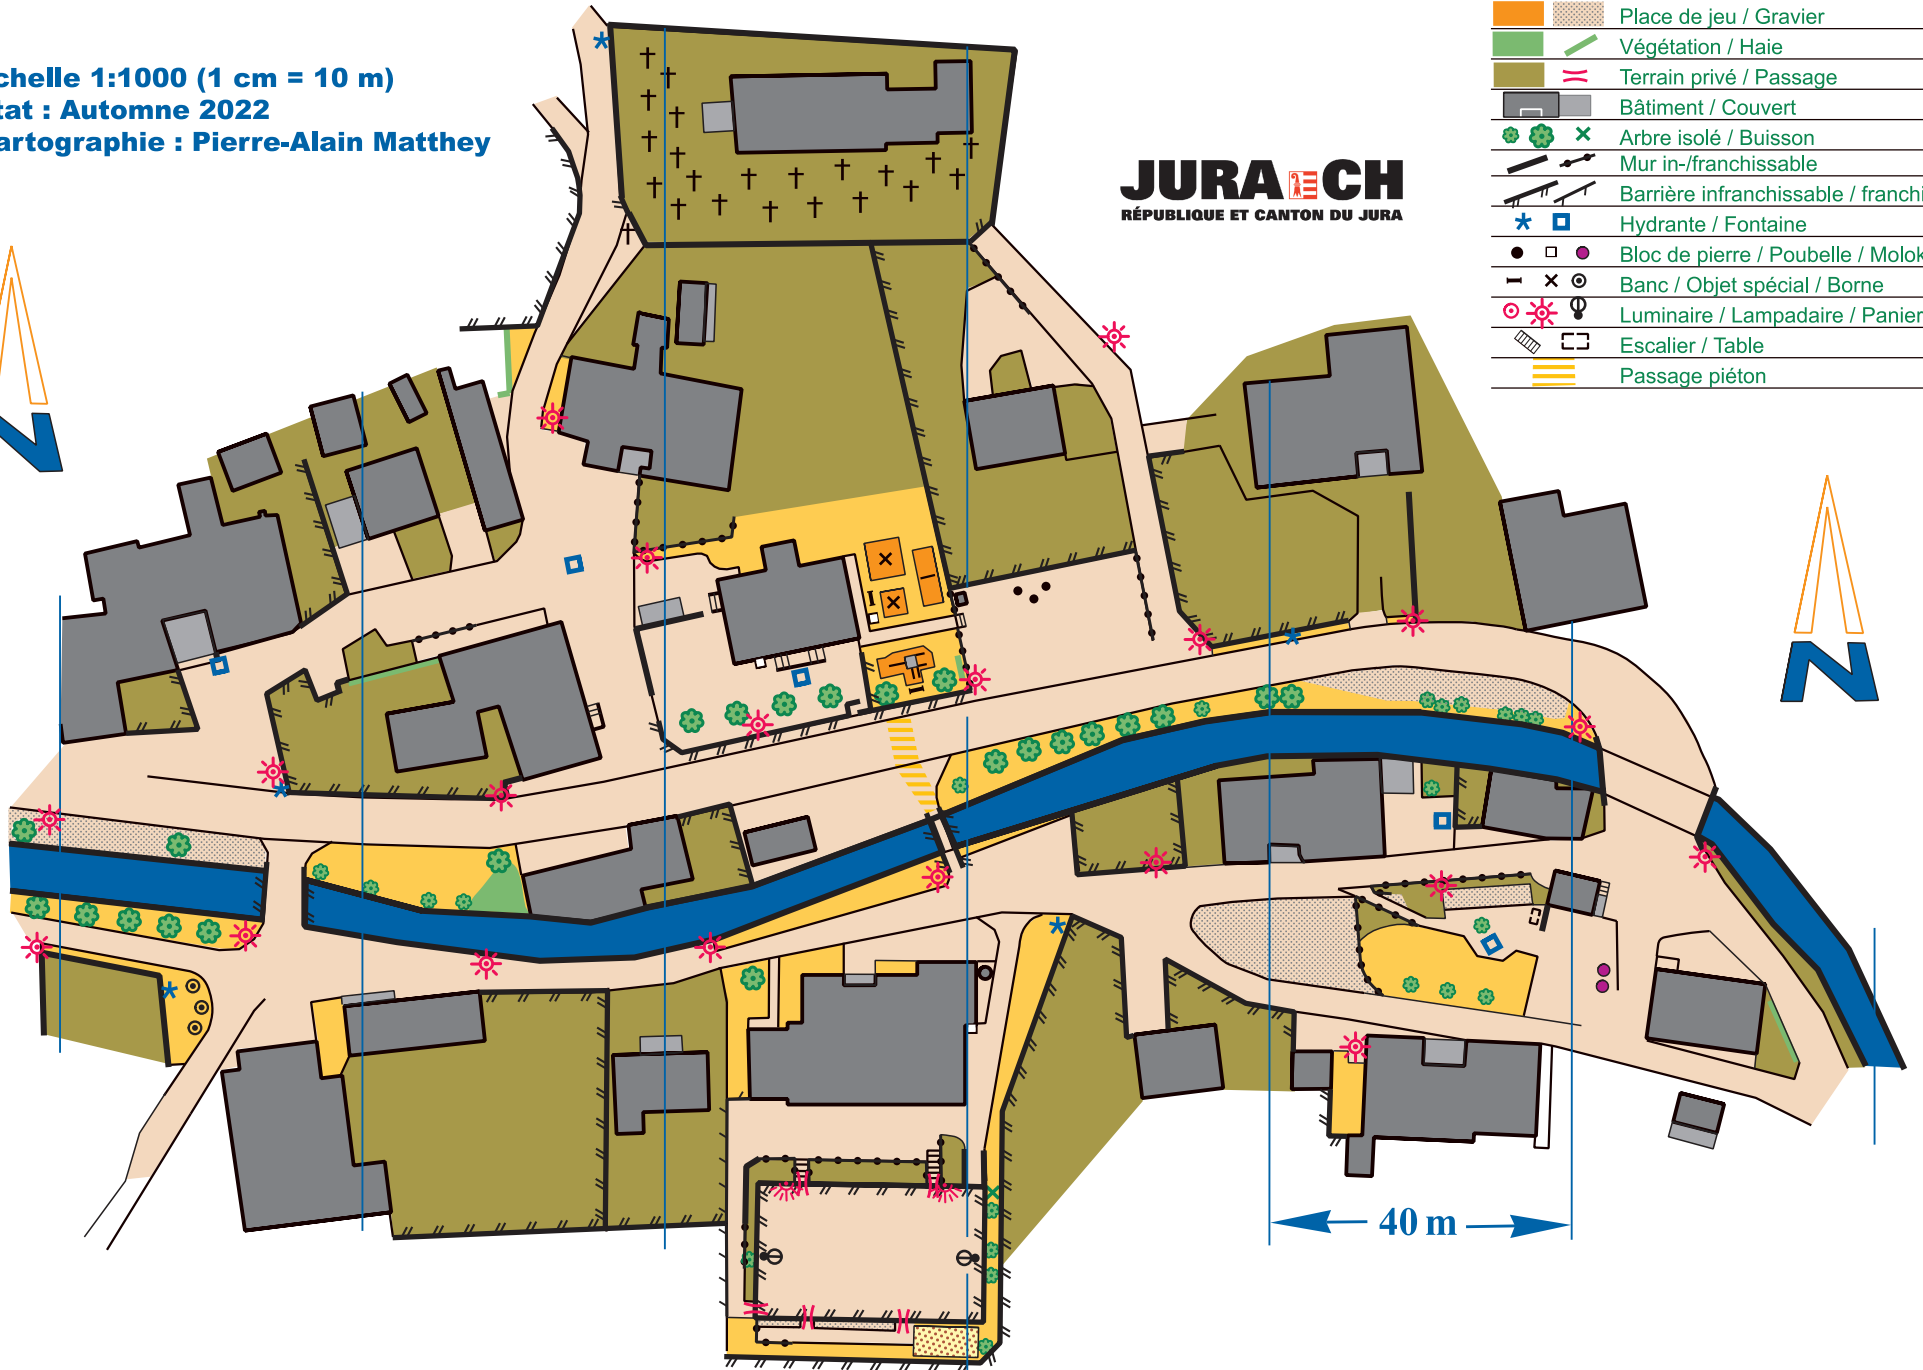 chelle 1:1000 (1 cm = 10 m)
tat : Automne 2022
artographie : Pierre-Alain Matthey
JURA CH
RÉPUBLIQUE ET CANTON DU JURA
Place de jeu / Gravier
Végétation / Haie
Terrain privé / Passage
Bâtiment / Couvert
Arbre isolé / Buisson
Mur in-/franchissable
Barrière infranchissable / franchi
Hydrante / Fontaine
Bloc de pierre / Poubelle / Molok
Banc / Objet spécial / Borne
Luminaire / Lampadaire / Panier
Escalier / Table
Passage piéton
N
N
40 m